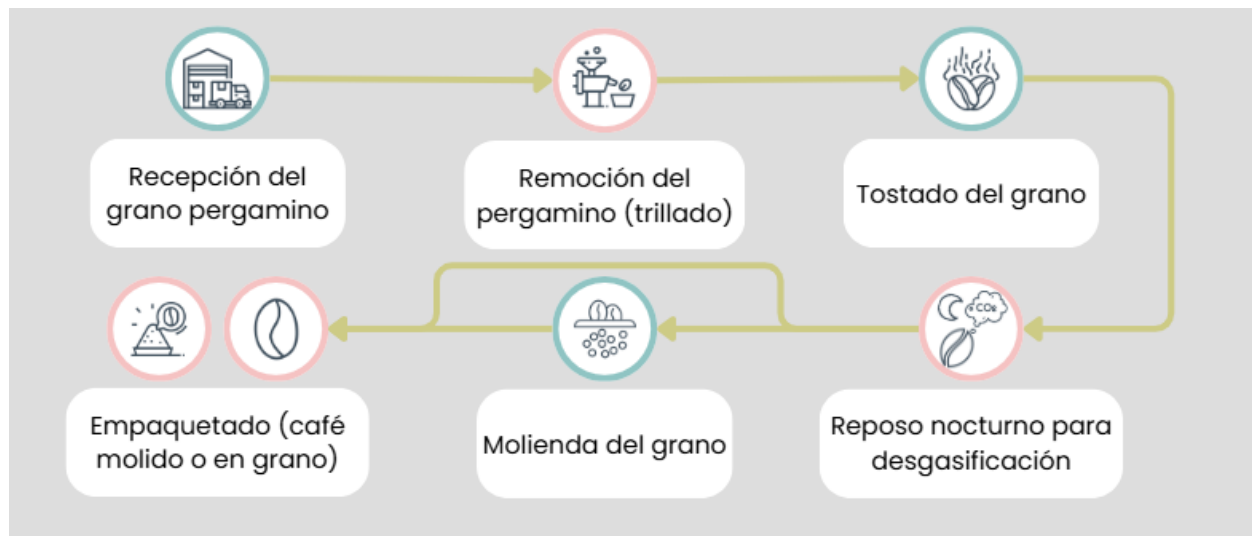 Recepción del
grano pergamino
Remoción del
pergamino (trillado)
Tostado del grano
CO₂
Reposo nocturno para
desgasificación
Molienda del grano
Empaquetado (café
molido o en grano)